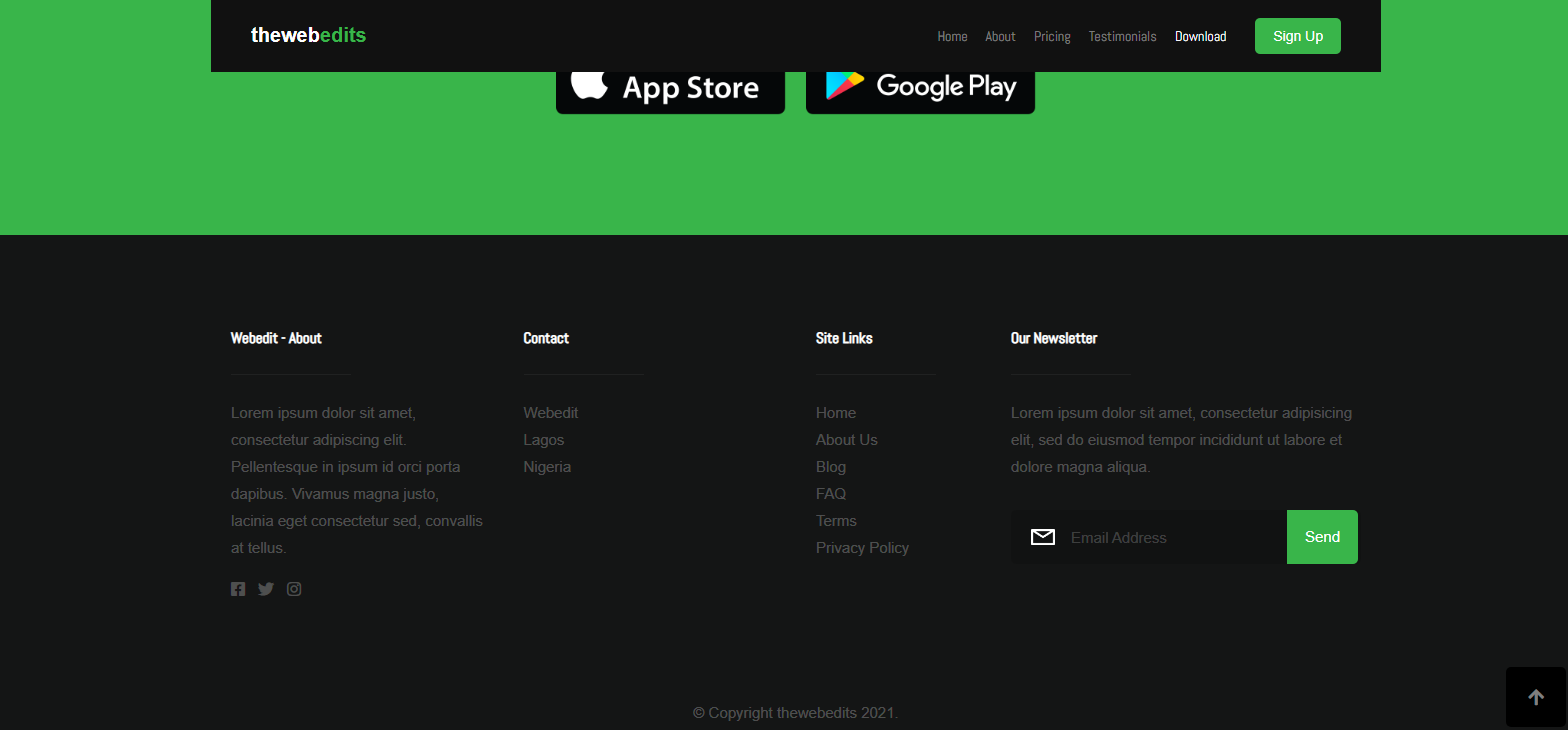 thewebedits
Home About Pricing Testimonials Download Sign Up
App Store
Google Play
Webedit - About
Lorem ipsum dolor sit amet,
consectetur adipiscing elit.
Pellentesque in ipsum id orci porta
dapibus. Vivamus magna justo,
lacinia eget consectetur sed, convallis
at tellus.
Contact
Webedit
Lagos
Nigeria
Site Links
Home
About Us
Blog
FAQ
Terms
Privacy Policy
Our Newsletter
Lorem ipsum dolor sit amet, consectetur adipisicing
elit, sed do eiusmod tempor incididunt ut labore et
dolore magna aliqua.
Email Address
Send
© Copyright thewebedits 2021.